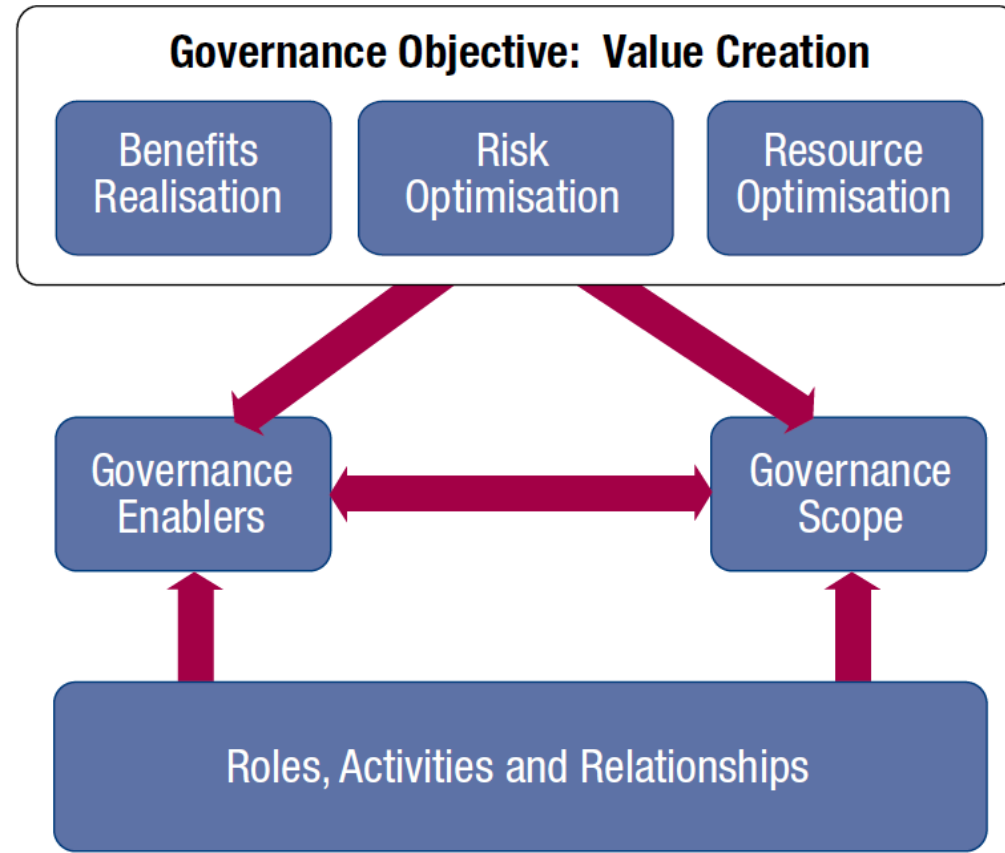 Governance Objective:  Value Creation
Benefits
Realisation
Risk
Optimisation
Resource
Optimisation
Governance
Enablers
Governance
Scope
Roles, Activities and Relationships